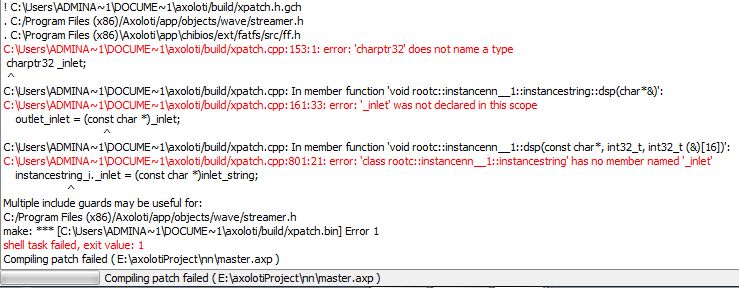 ! C:\Users\ADMINA~1\DOCUME~1\axoloti/build/xpatch.h.gch
. C:/Program Files (x86)/Axoloti/app/objects/wave/streamer.h
. C:/Program Files (x86)\Axoloti\app\chibios/ext/fatfs/src/ff.h
C:\Users\ADMINA~1\DOCUME~1\axoloti/build/xpatch.cpp:153:1: error: 'charptr32' does not name a type
charptr32 _inlet;
^
C:\Users\ADMINA~1\DOCUME~1\axoloti/build/xpatch.cpp: In member function 'void rootc::instancenn__1::instancestring::dsp(char*&)':
C:\Users\ADMINA~1\DOCUME~1\axoloti/build/xpatch.cpp:161:33: error: '_inlet' was not declared in this scope
outlet_inlet = (const char *)_inlet;
^
C:\Users\ADMINA~1\DOCUME~1\axoloti/build/xpatch.cpp: In member function 'void rootc::instancenn__1::dsp(const char*, int32_t, int32_t (&)[16])':
C:\Users\ADMINA~1\DOCUME~1\axoloti/build/xpatch.cpp:801:21: error: 'class rootc::instancenn__1::instancestring' has no member named '_inlet'
instancestring_i._inlet = (const char *)inlet_string;
^
Multiple include guards may be useful for:
C:/Program Files (x86)/Axoloti/app/objects/wave/streamer.h
make: *** [C:\Users\ADMINA~1\DOCUME~1\axoloti/build/xpatch.bin] Error 1
shell task failed, exit value: 1
Compiling patch failed ( E:\axolotiProject\nn\master.axp )
Compiling patch failed ( E:\axolotiProject\nn\master.axp )